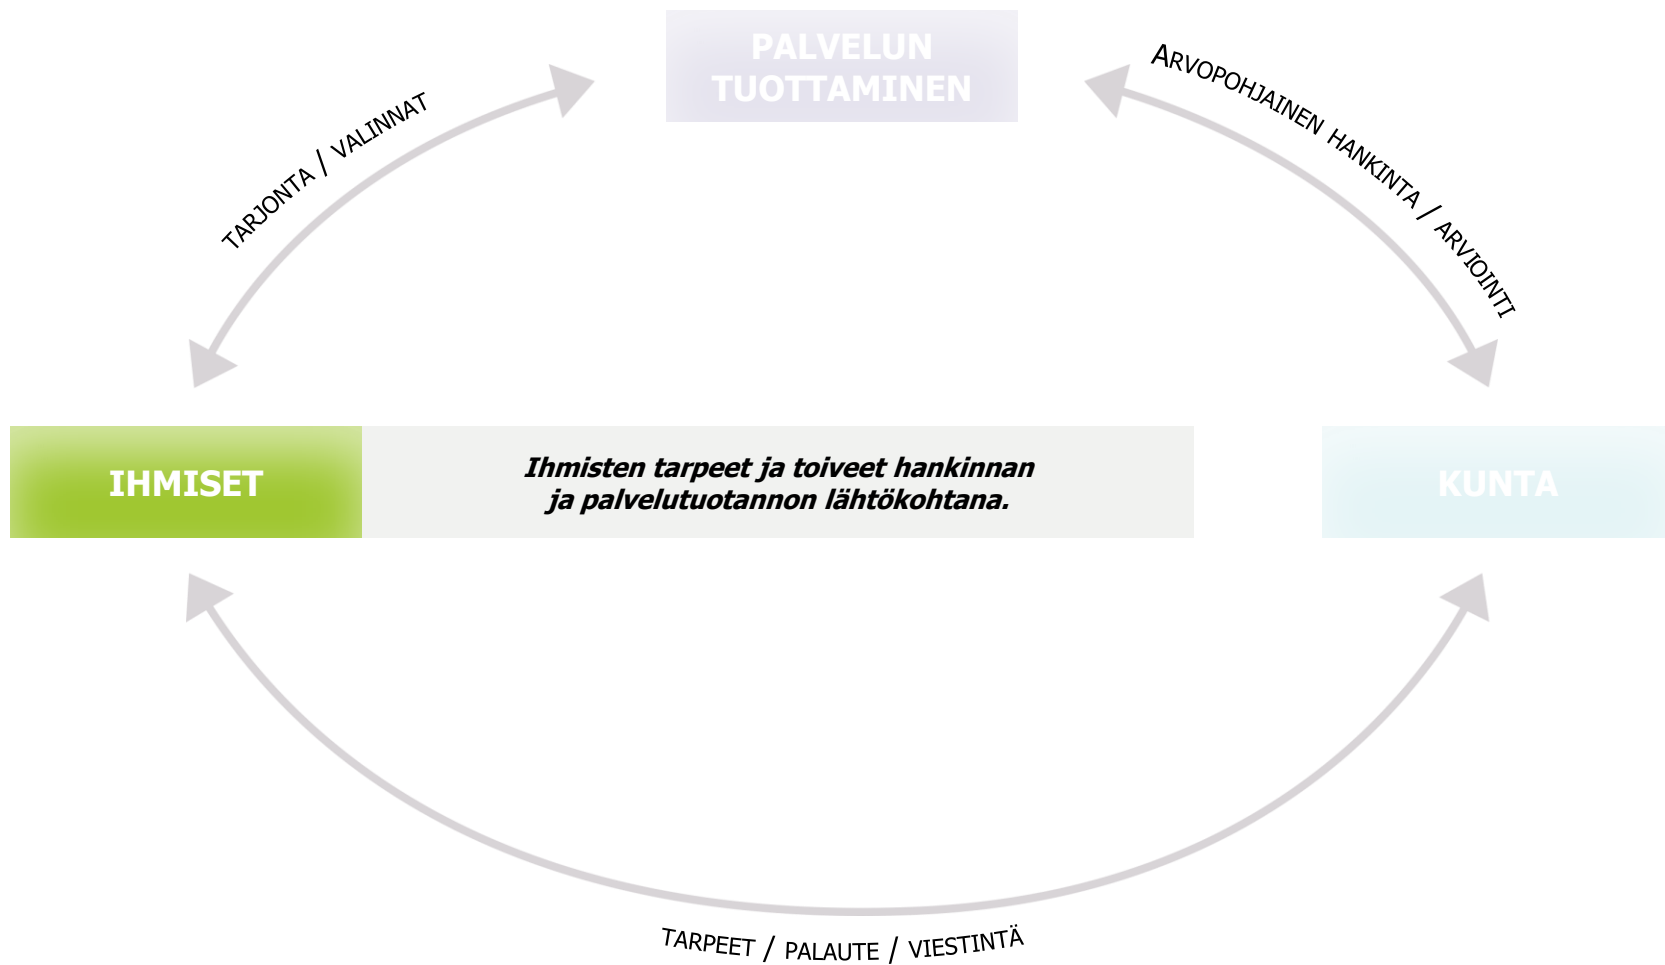 PALVELUN
TUOTTAMINEN
TARJONTA / VALINNAT
ARVOPOHJAINEN HANKINTA / ARVIOINTI
IHMISET
Ihmisten tarpeet ja toiveet hankinnan
ja palvelutuotannon lähtökohtana.
KUNTA
TARPEET / PALAUTE / VIESTINTÄ